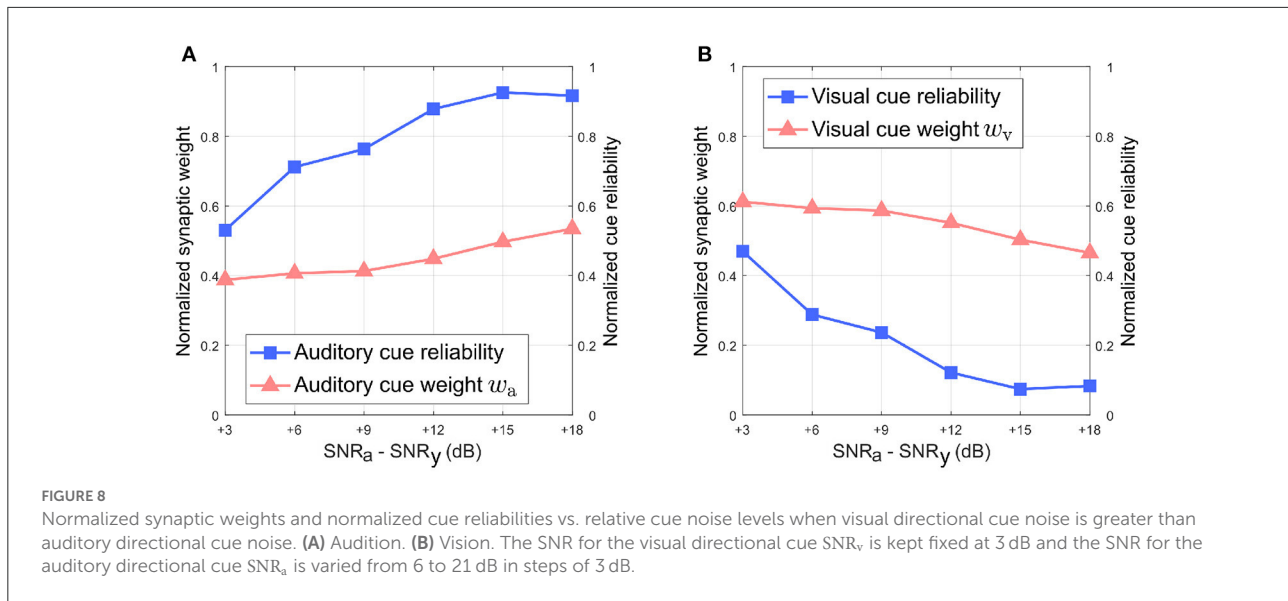 A
Normalized synaptic weight
1
0.8
0.6
0.4
0.2
0
1
0.8
0.6
0.4
0.2
0
Normalized cue reliability
Auditory cue reliability
Auditory cue weight wa
+3 +6 +9 +12 +15 +18
SNRa - SNRy (dB)
B
Normalized synaptic weight
1
0.8
0.6
0.4
0.2
0
1
0.8
0.6
0.4
0.2
0
Normalized cue reliability
Visual cue reliability
Visual cue weight wv
+3 +6 +9 +12 +15 +18
SNRa - SNRy (dB)
FIGURE 8
Normalized synaptic weights and normalized cue reliabilities vs. relative cue noise levels when visual directional cue noise is greater than
auditory directional cue noise. (A) Audition. (B) Vision. The SNR for the visual directional cue SNRv is kept fixed at 3 dB and the SNR for the
auditory directional cue SNRa is varied from 6 to 21 dB in steps of 3 dB.